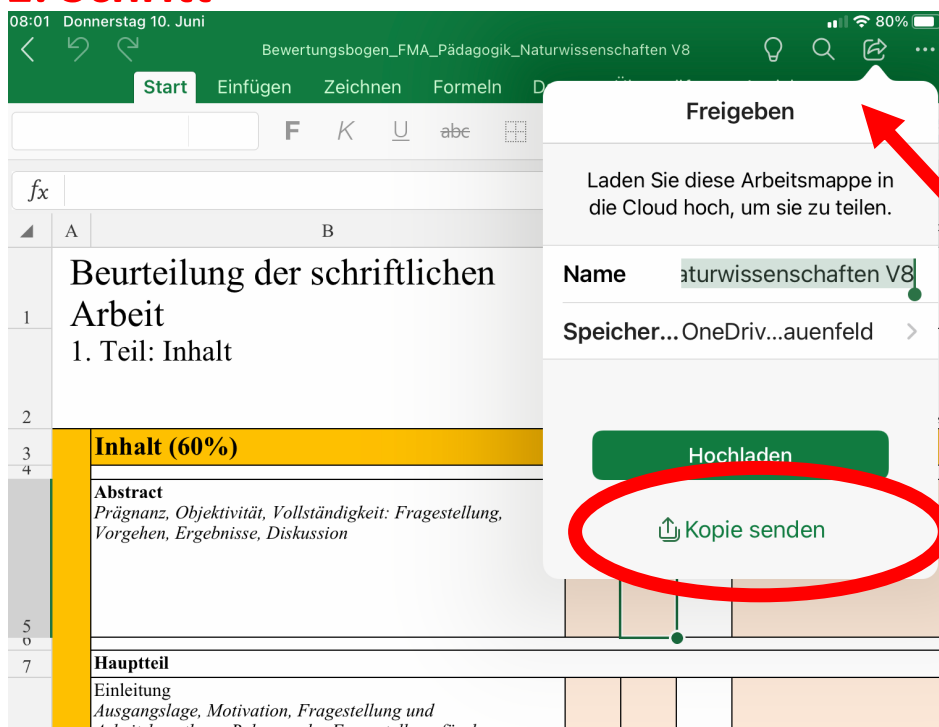 2. Schritt
08:01 Donnerstag 10. Juni
80%
Bewertungsbogen_FMA_Pädagogik_Naturwissenschaften V8
Start Einfügen Zeichnen Formeln
F K U abc
fx
A B
Freigeben
Laden Sie diese Arbeitsmappe in
die Cloud hoch, um sie zu teilen.
Name aturwissenschaften V8
Speicher... OneDriv...auenfeld
Hochladen
Kopie senden
1 Beurteilung der schriftlichen
Arbeit
1. Teil: Inhalt
2
3 Inhalt (60%)
4
Abstract
Prägnanz, Objektivität, Vollständigkeit: Fragestellung,
Vorgehen, Ergebnisse, Diskussion
5
6
7 Hauptteil
Einleitung
Ausgangslage, Motivation, Fragestellung und